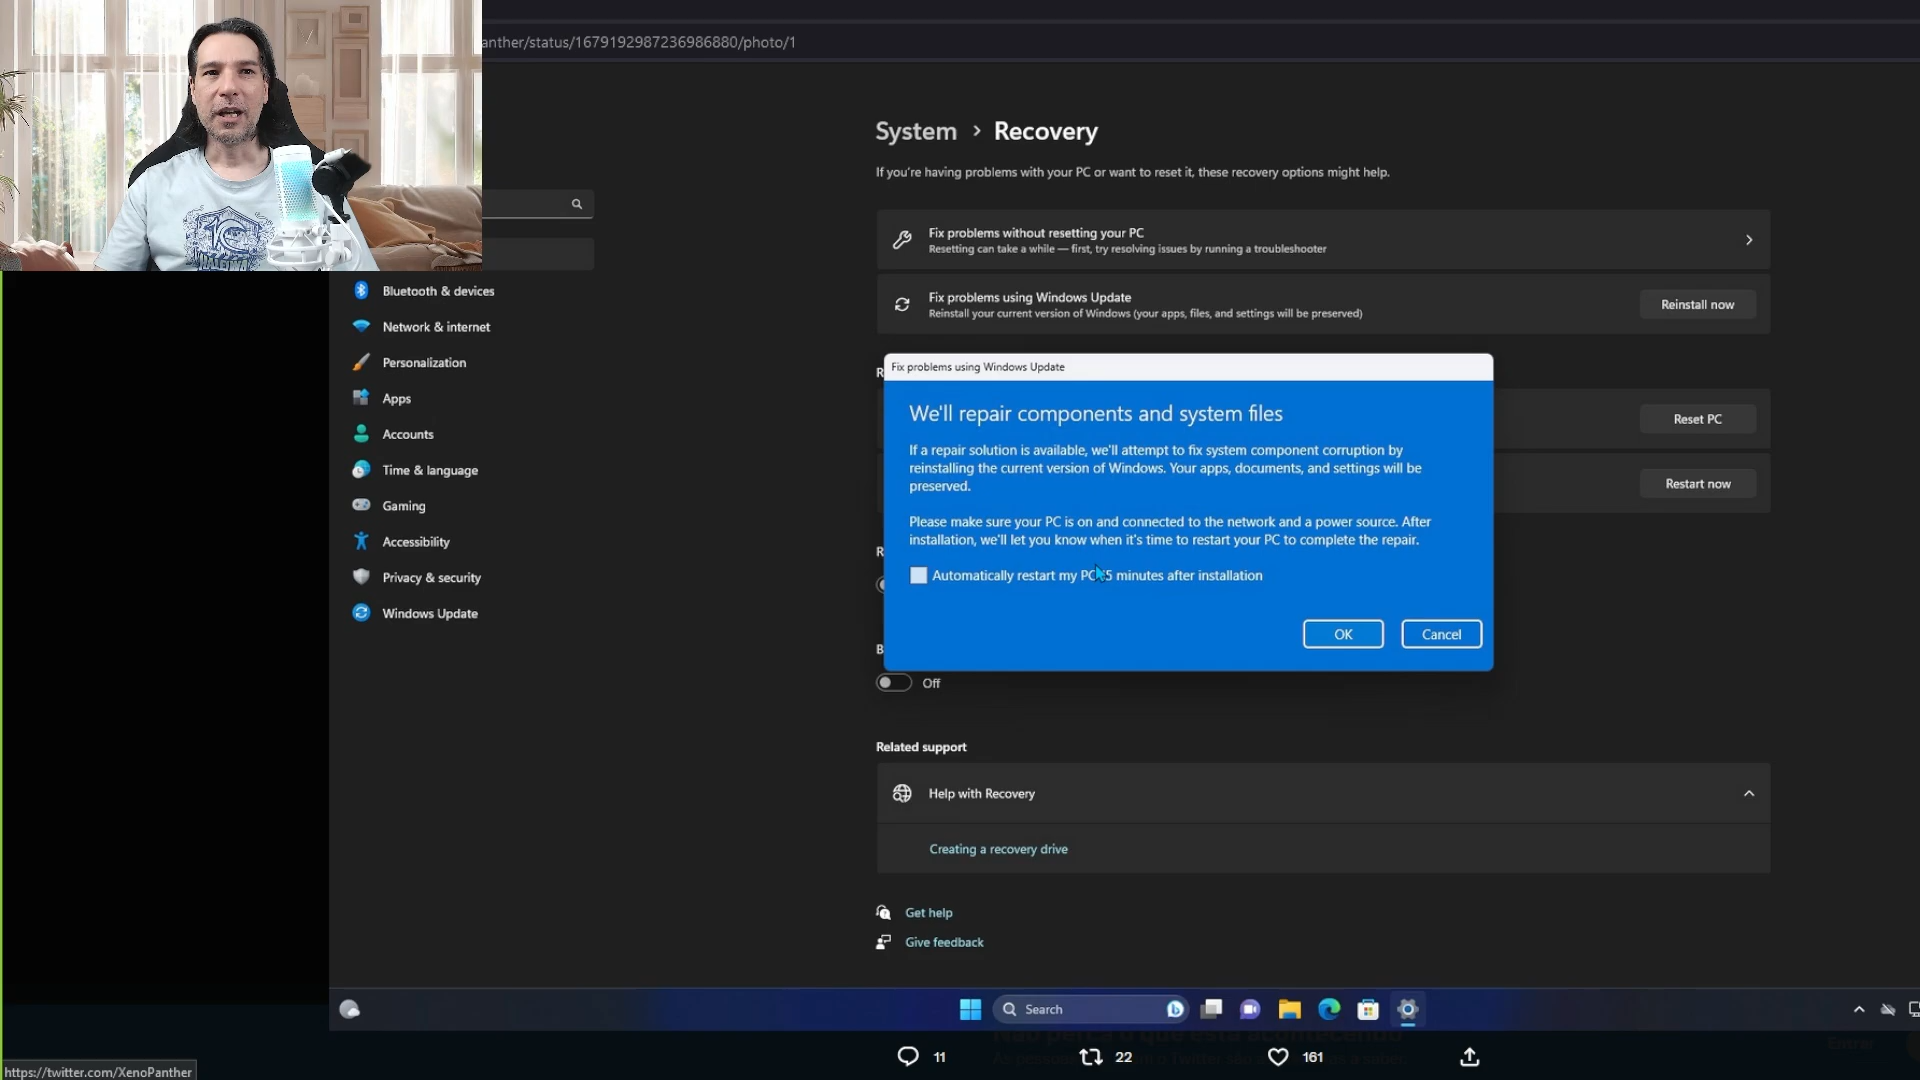 anther/status/1679192987236986880/photo/1
System > Recovery
If you're having problems with your PC or want to reset it, these recovery options might help.
Fix problems without resetting your PC
Resetting can take a while — first, try resolving issues by running a troubleshooter
Fix problems using Windows Update
Reinstall your current version of Windows (your apps, files, and settings will be preserved)
Reinstall now
Bluetooth & devices
Network & internet
Personalization
Apps
Accounts
Time & language
Gaming
Accessibility
Privacy & security
Windows Update
R
Fix problems using Windows Update
We'll repair components and system files
If a repair solution is available, we'll attempt to fix system component corruption by
reinstalling the current version of Windows. Your apps, documents, and settings will be
preserved.
Please make sure your PC is on and connected to the network and a power source. After
installation, we'll let you know when it's time to restart your PC to complete the repair.
Automatically restart my PC 5 minutes after installation
OK
Cancel
Reset PC
Restart now
R
B
Off
Related support
Help with Recovery
Creating a recovery drive
Get help
Give feedback
Search
Não perca o que está acontecendo
11
22
161
https://twitter.com/XenoPanther